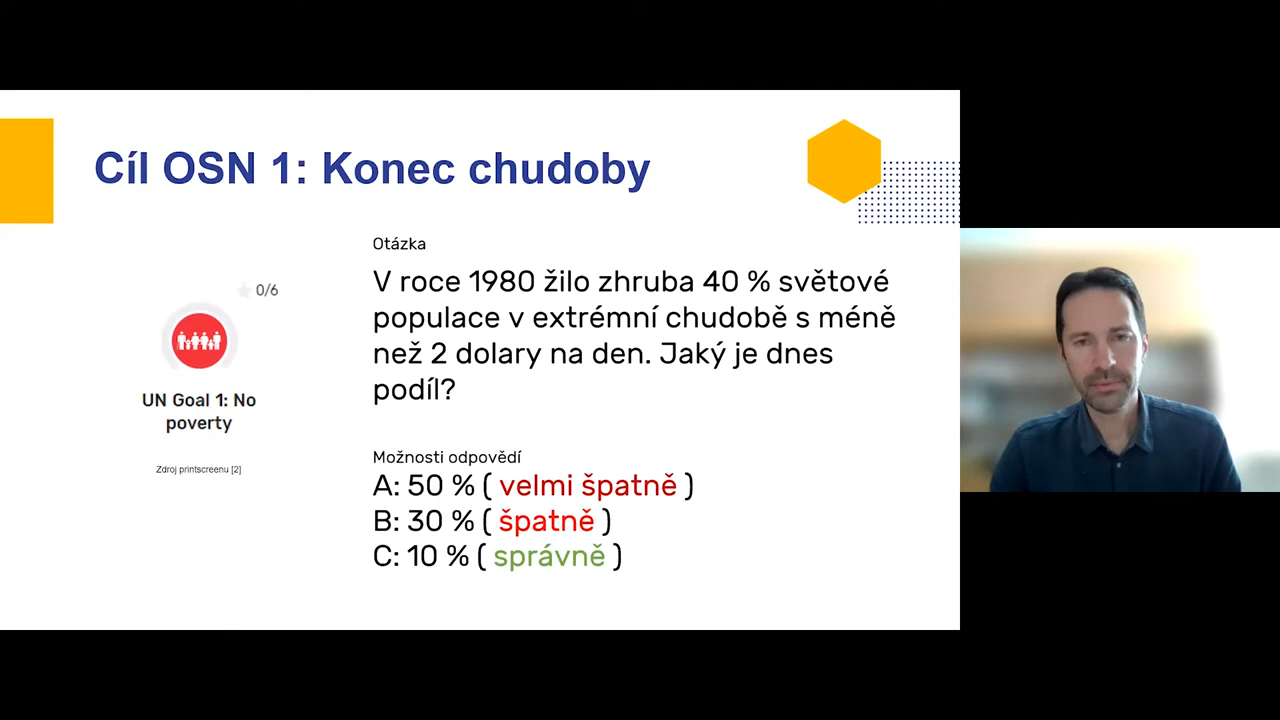 Cíl OSN 1: Konec chudoby
0/6
UN Goal 1: No
poverty
Zdroj printscreenu [2]
Otázka
V roce 1980 žilo zhruba 40 % světové
populace v extrémní chudobě s méně
než 2 dolary na den. Jaký je dnes
podíl?
Možnosti odpovědí
A: 50 % ( velmi špatně )
B: 30 % ( špatně )
C: 10 % ( správně )